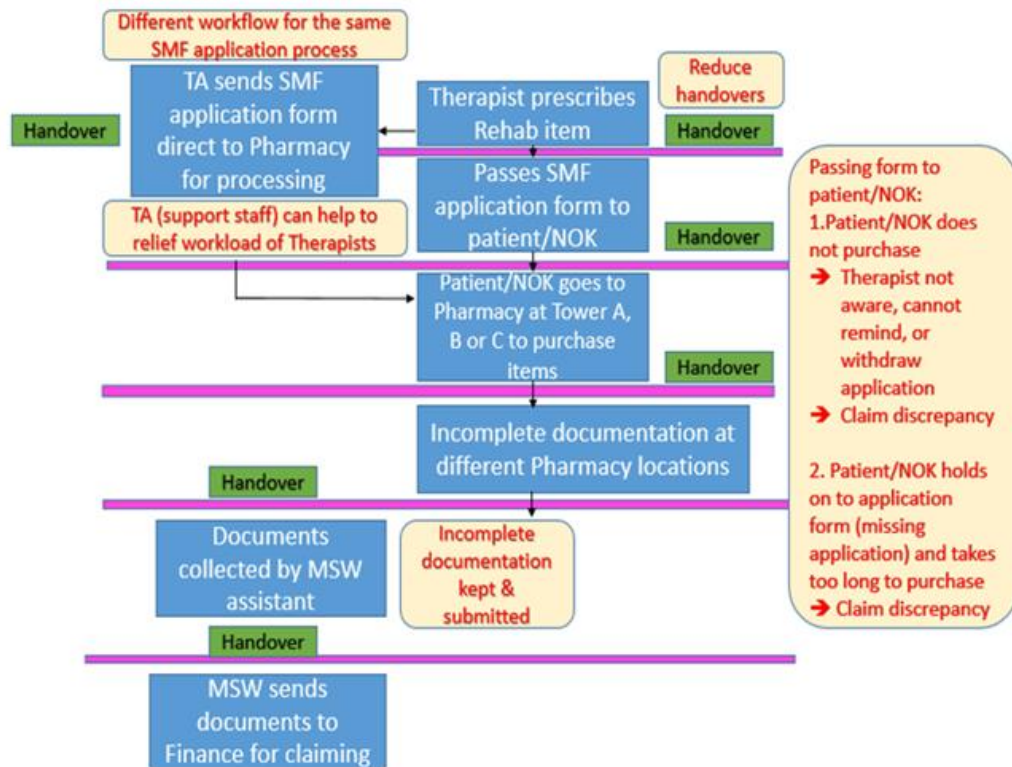 Different workflow for the same
SMF application process
TA sends SMF
application form
direct to Pharmacy
for processing
Handover
Therapist prescribes
Rehab item
Reduce
handovers
Handover
Passes SMF
application form to
patient/NOK
TA (support staff) can help to
relief workload of Therapists
Handover
Patient/NOK goes to
Pharmacy at Tower A,
B or C to purchase
items
Handover
Incomplete documentation at
different Pharmacy locations
Handover
Documents
collected by MSW
assistant
Incomplete
documentation
kept &
submitted
Handover
MSW sends
documents to
Finance for claiming
Passing form to
patient/NOK:
1.Patient/NOK does
not purchase
➔ Therapist not
aware, cannot
remind, or
withdraw
application
➔ Claim discrepancy
2. Patient/NOK holds
on to application
form (missing
application) and takes
too long to purchase
➔ Claim discrepancy